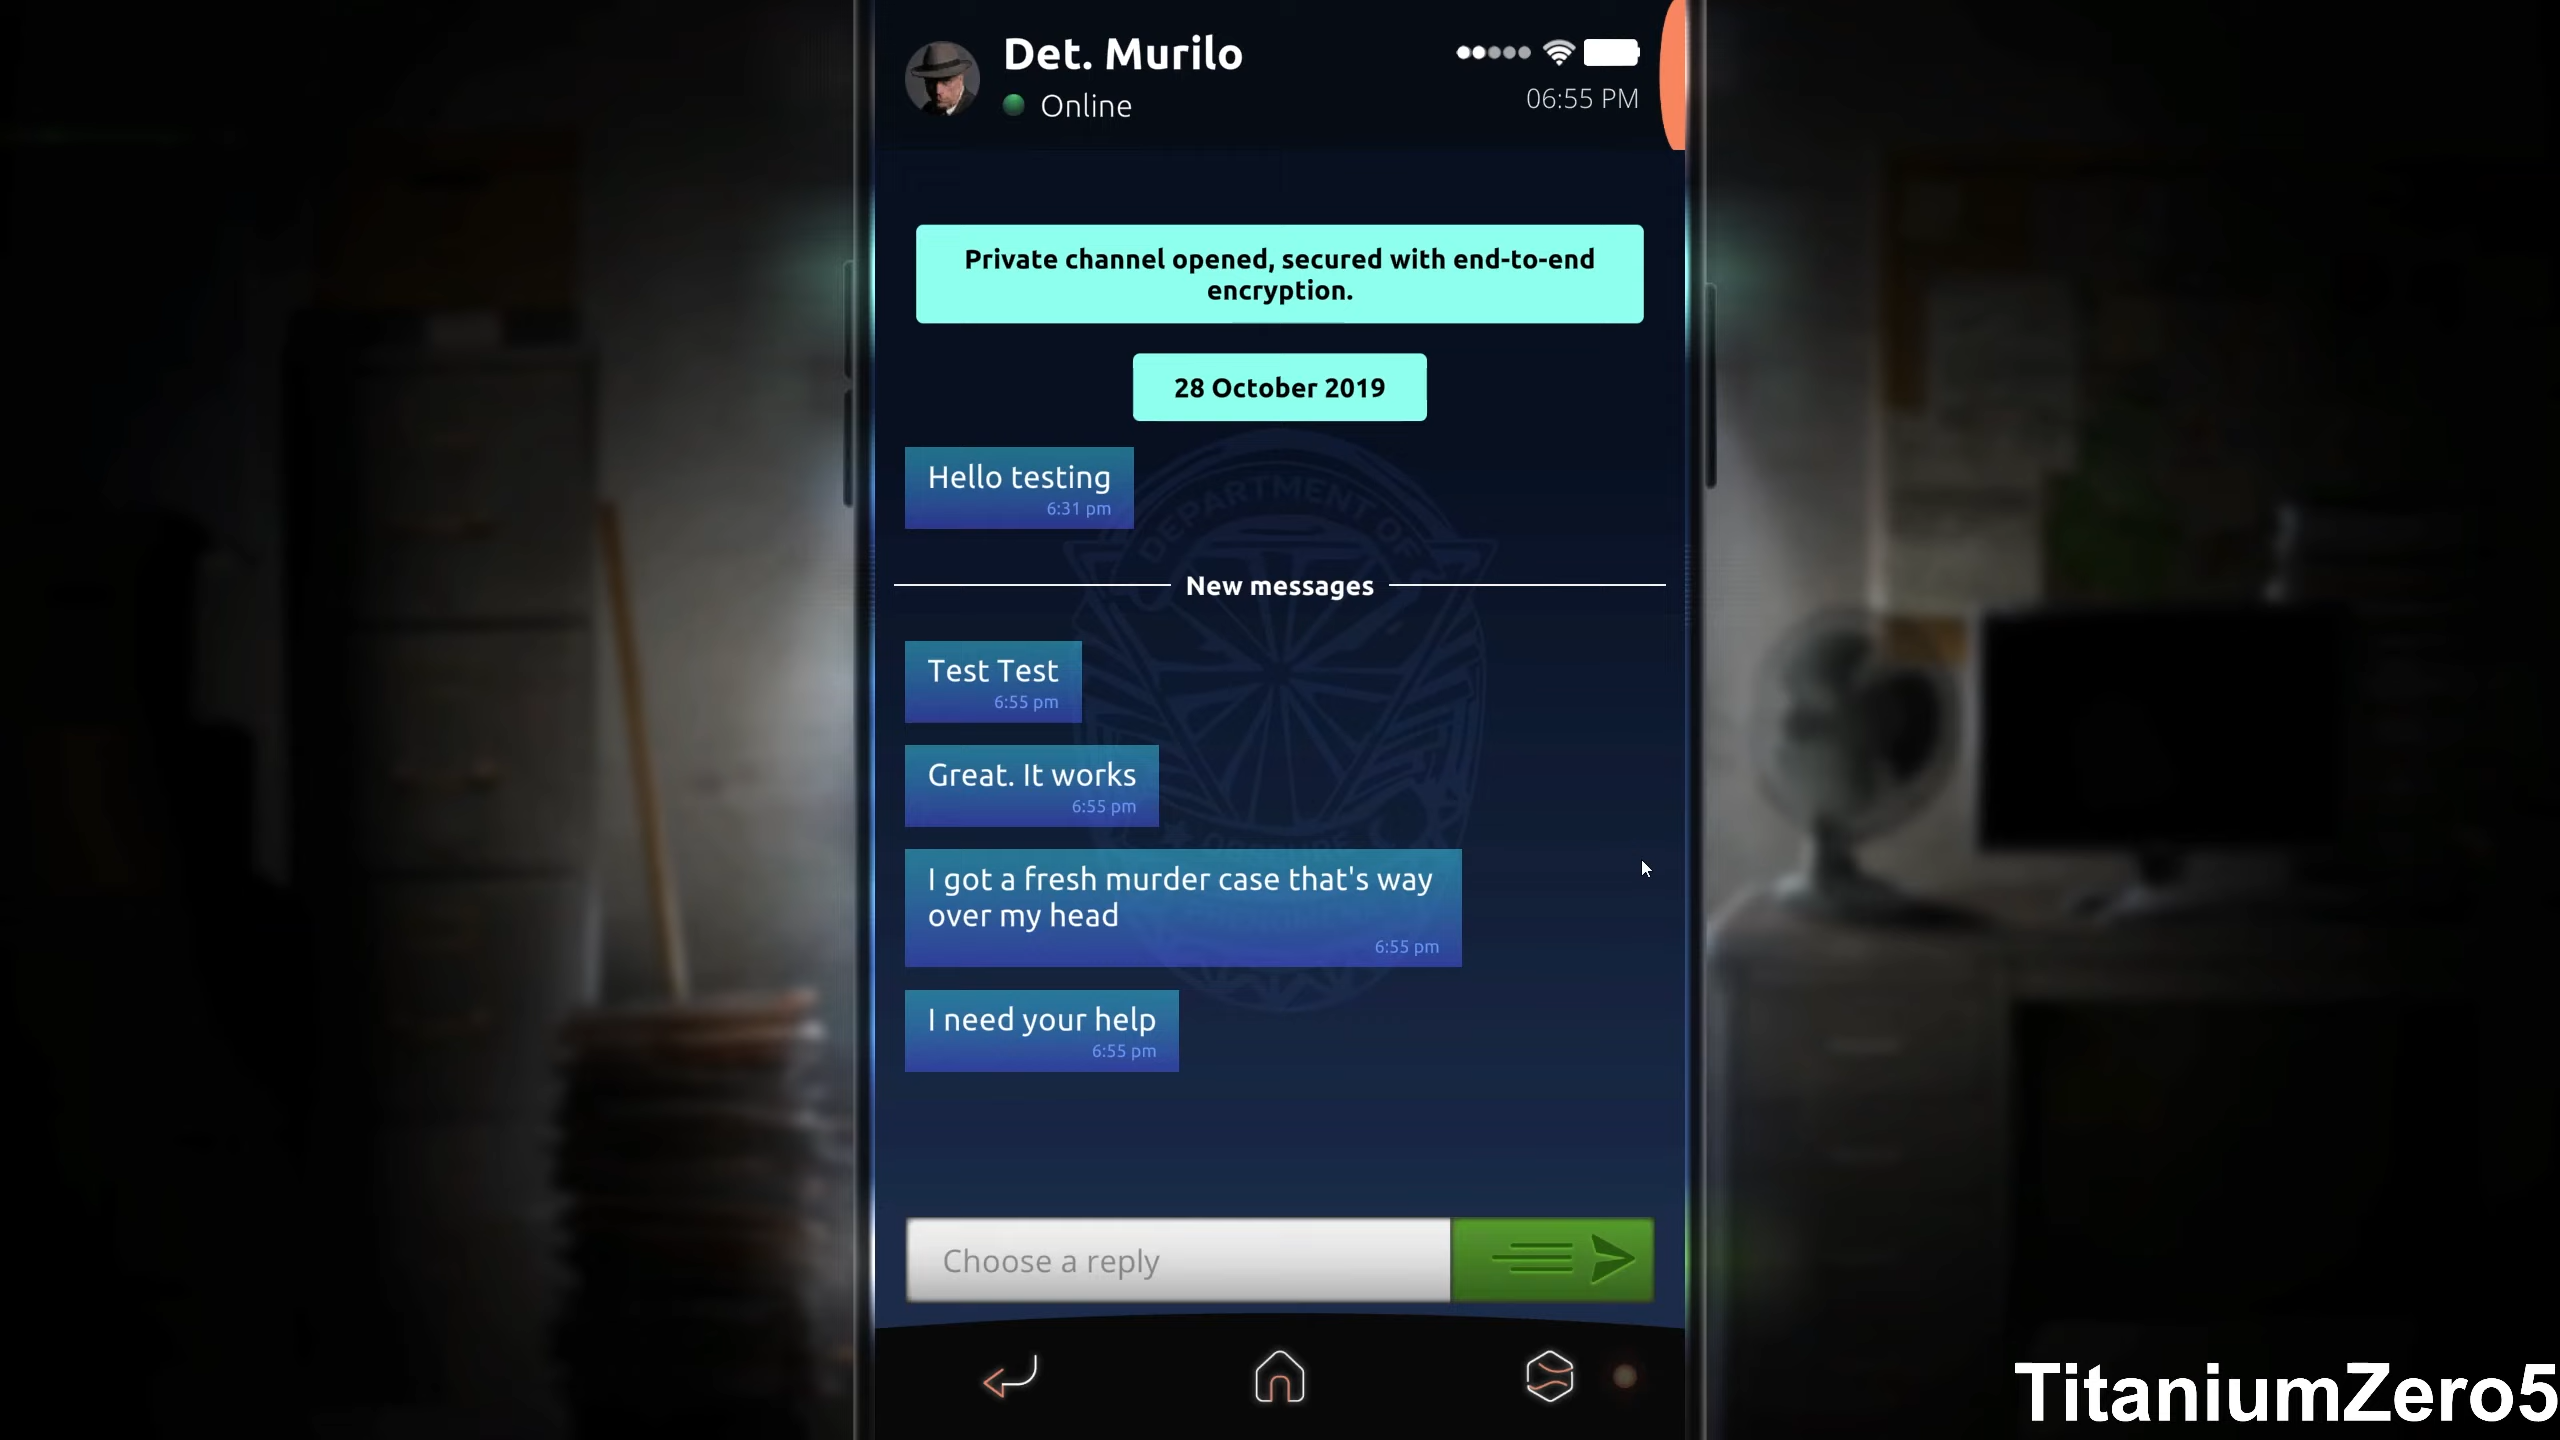 Det. Murilo
Online
06:55 PM
Private channel opened, secured with end-to-end
encryption.
28 October 2019
Hello testing
6:31 pm
DEPARTMENT OF
New messages
Test Test
6:55 pm
Great. It works
6:55 pm
OBSCURE
I got a fresh murder case that's way
over my head
6:55 pm
I need your help
6:55 pm
Choose a reply
TitaniumZero5